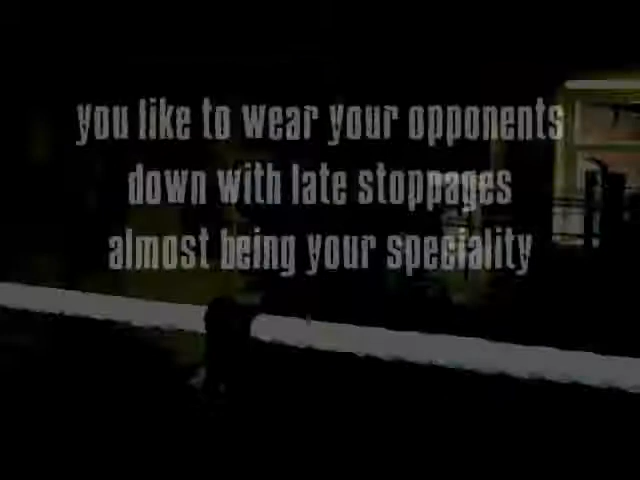 you like to wear your opponents
down with late stoppages
almost being your speciality